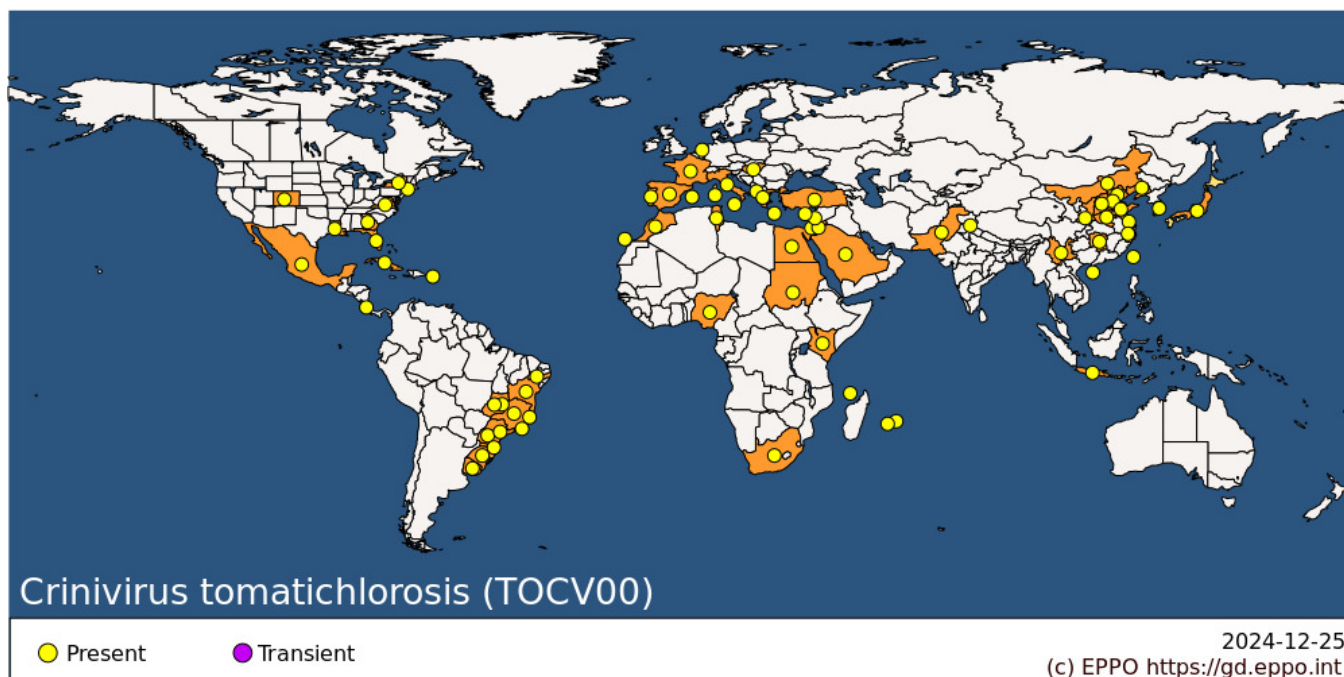 Crinivirus tomatichlorosis (TOCV00)
Present
Transient
2024-12-25
(c) EPPO https://gd.eppo.int